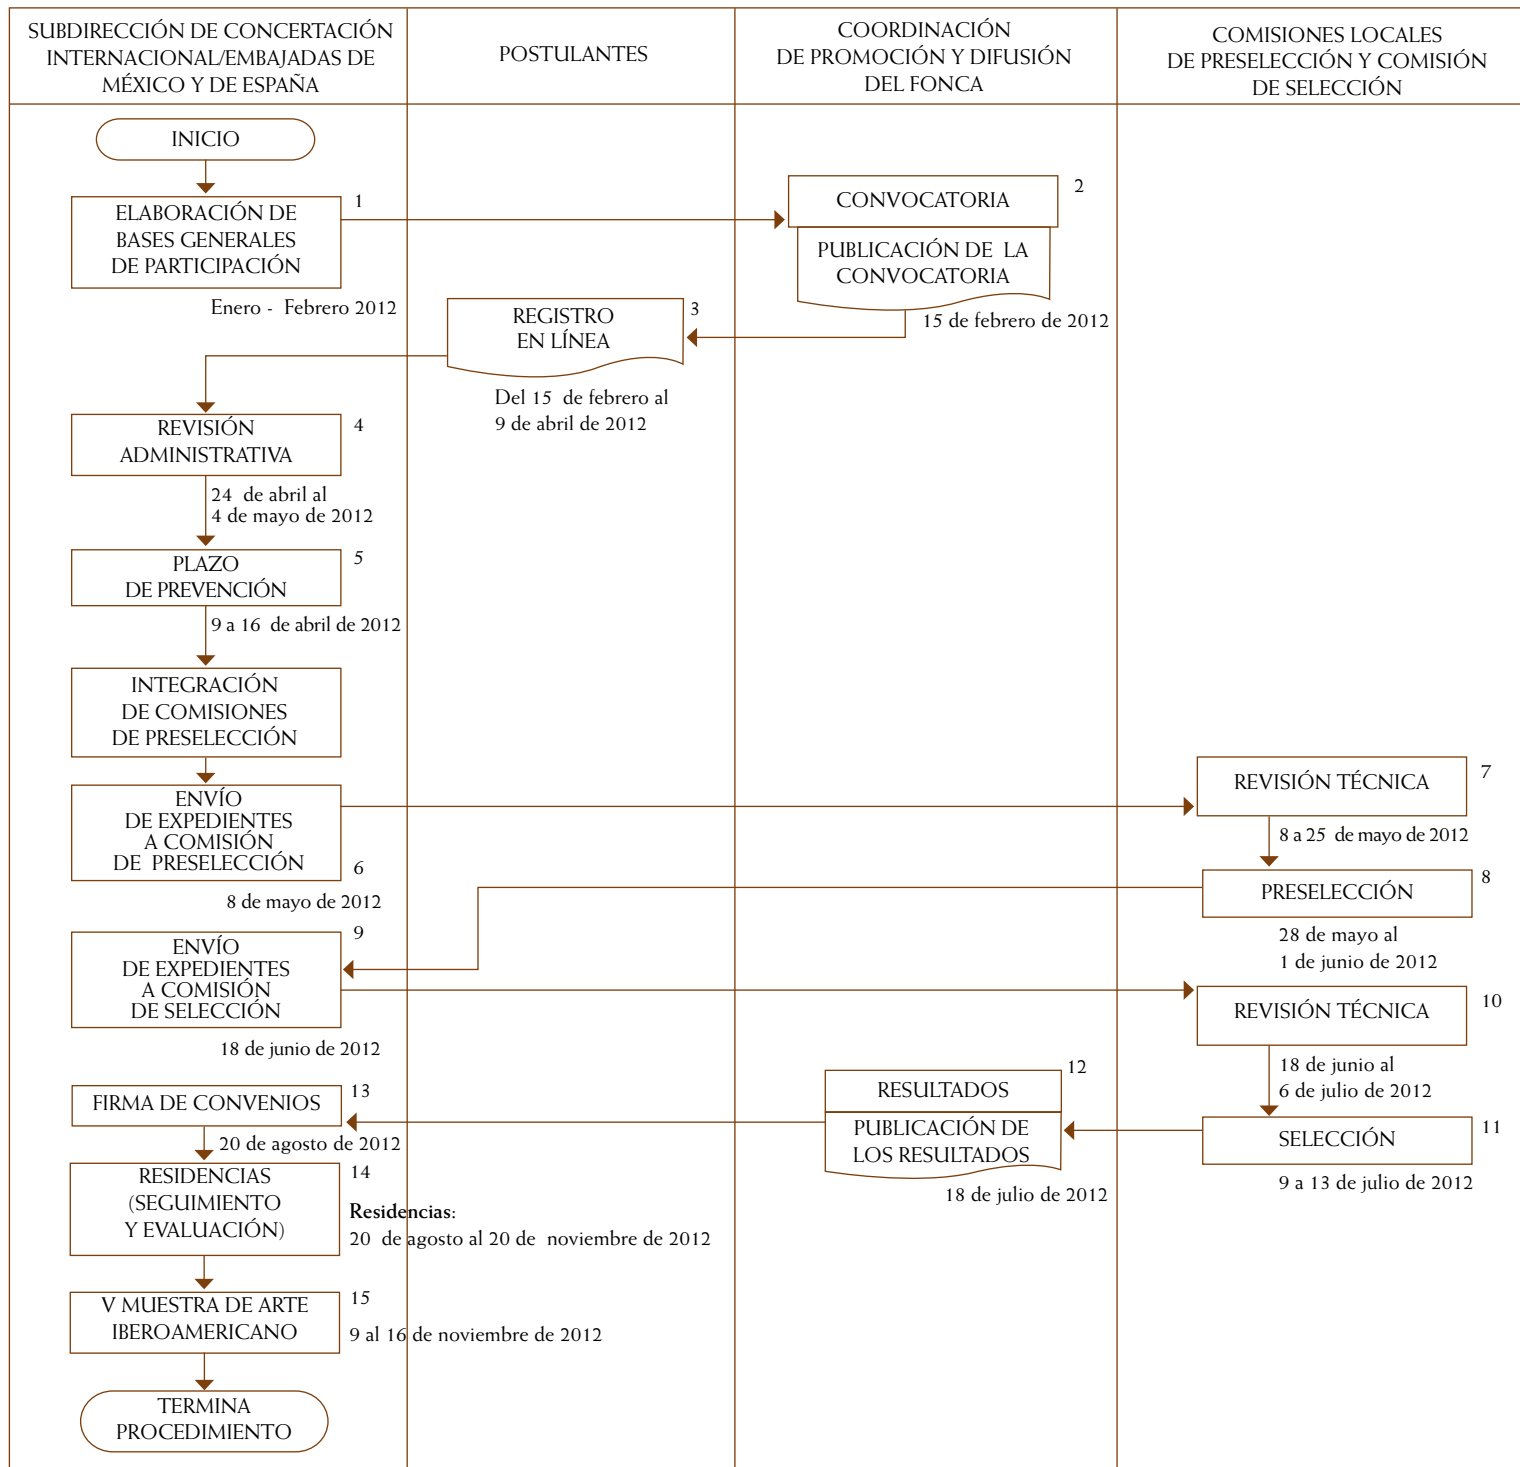 SUBDIRECCIÓN DE CONCERTACIÓN
INTERNACIONAL/EMBAJADAS DE
MÉXICO Y DE ESPAÑA
POSTULANTES
COORDINACIÓN
DE PROMOCIÓN Y DIFUSIÓN
DEL FONCA
COMISIONES LOCALES
DE PRESELECCIÓN Y COMISIÓN
DE SELECCIÓN
INICIO
1
ELABORACIÓN DE
BASES GENERALES
DE PARTICIPACIÓN
Enero - Febrero 2012
2
CONVOCATORIA
PUBLICACIÓN DE LA
CONVOCATORIA
15 de febrero de 2012
3
REGISTRO
EN LÍNEA
Del 15 de febrero al
9 de abril de 2012
4
REVISIÓN
ADMINISTRATIVA
24 de abril al
4 de mayo de 2012
5
PLAZO
DE PREVENCIÓN
9 a 16 de abril de 2012
INTEGRACIÓN
DE COMISIONES
DE PRESELECCIÓN
ENVÍO
DE EXPEDIENTES
A COMISIÓN
DE PRESELECCIÓN
6
8 de mayo de 2012
7
REVISIÓN TÉCNICA
8 a 25 de mayo de 2012
8
PRESELECCIÓN
28 de mayo al
1 de junio de 2012
9
ENVÍO
DE EXPEDIENTES
A COMISIÓN
DE SELECCIÓN
18 de junio de 2012
10
REVISIÓN TÉCNICA
18 de junio al
6 de julio de 2012
11
SELECCIÓN
9 a 13 de julio de 2012
12
RESULTADOS
PUBLICACIÓN DE
LOS RESULTADOS
18 de julio de 2012
13
FIRMA DE CONVENIOS
20 de agosto de 2012
14
RESIDENCIAS
(SEGUIMIENTO
Y EVALUACIÓN)
Residencias:
20 de agosto al 20 de noviembre de 2012
15
V MUESTRA DE ARTE
IBEROAMERICANO
9 al 16 de noviembre de 2012
TERMINA
PROCEDIMIENTO